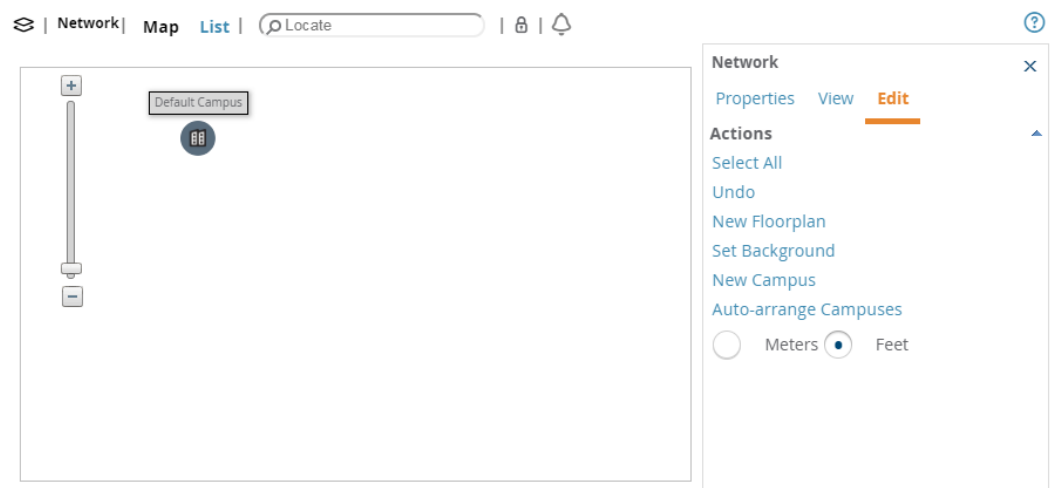 | Network | Map List | Locate | |
Network
Properties View Edit
Default Campus
Actions
Select All
Undo
New Floorplan
Set Background
New Campus
Auto-arrange Campuses
Meters Feet